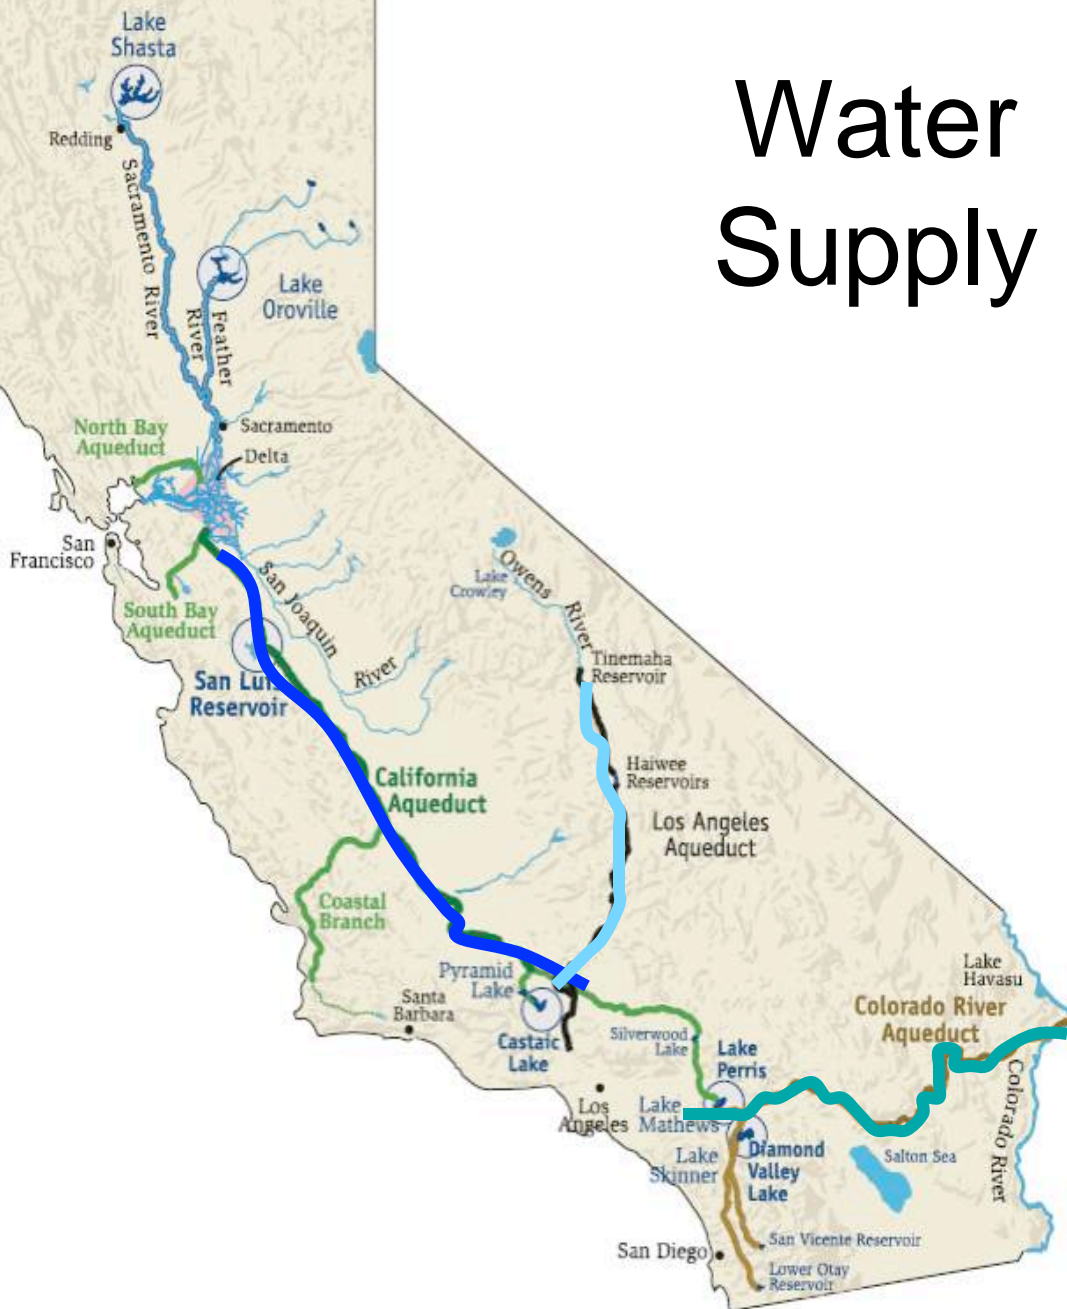 Water
Supply
Lake
Shasta
Redding
Sacramento River
Lake
Oroville
Feather
River
North Bay
Aqueduct
Sacramento
Delta
San
Francisco
South Bay
Aqueduct
San Joaquin
River
San Luis
Reservoir
Lake
Crowley
Owens
River
Tinemaha
Reservoir
Haiwee
Reservoirs
California
Aqueduct
Los Angeles
Aqueduct
Coastal
Branch
Pyramid
Lake
Santa
Barbara
Castaic
Lake
Silverwood
Lake
Lake
Perris
Los
Angeles
Lake
Mathews
Lake
Skinner
Diamond
Valley
Lake
Lake
Havasu
Colorado River
Aqueduct
Colorado River
Salton Sea
San Diego
San Vicente Reservoir
Lower Otay
Reservoir